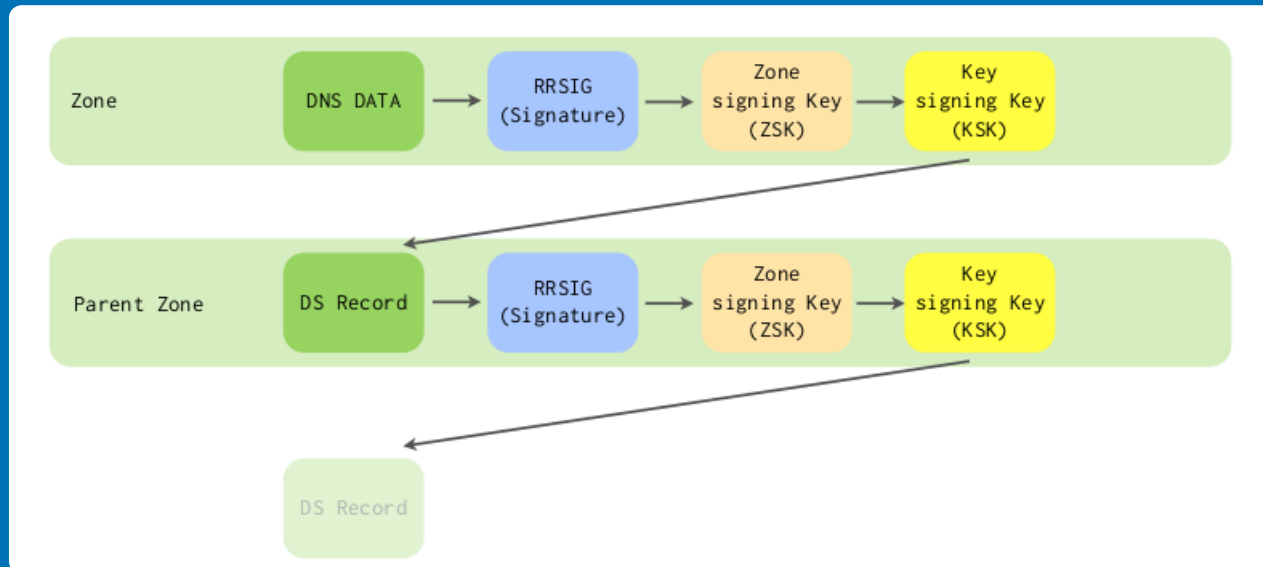 Zone
DNS DATA
RRSIG
(Signature)
Zone
signing Key
(ZSK)
Key
signing Key
(KSK)
Parent Zone
DS Record
RRSIG
(Signature)
Zone
signing Key
(ZSK)
Key
signing Key
(KSK)
DS Record